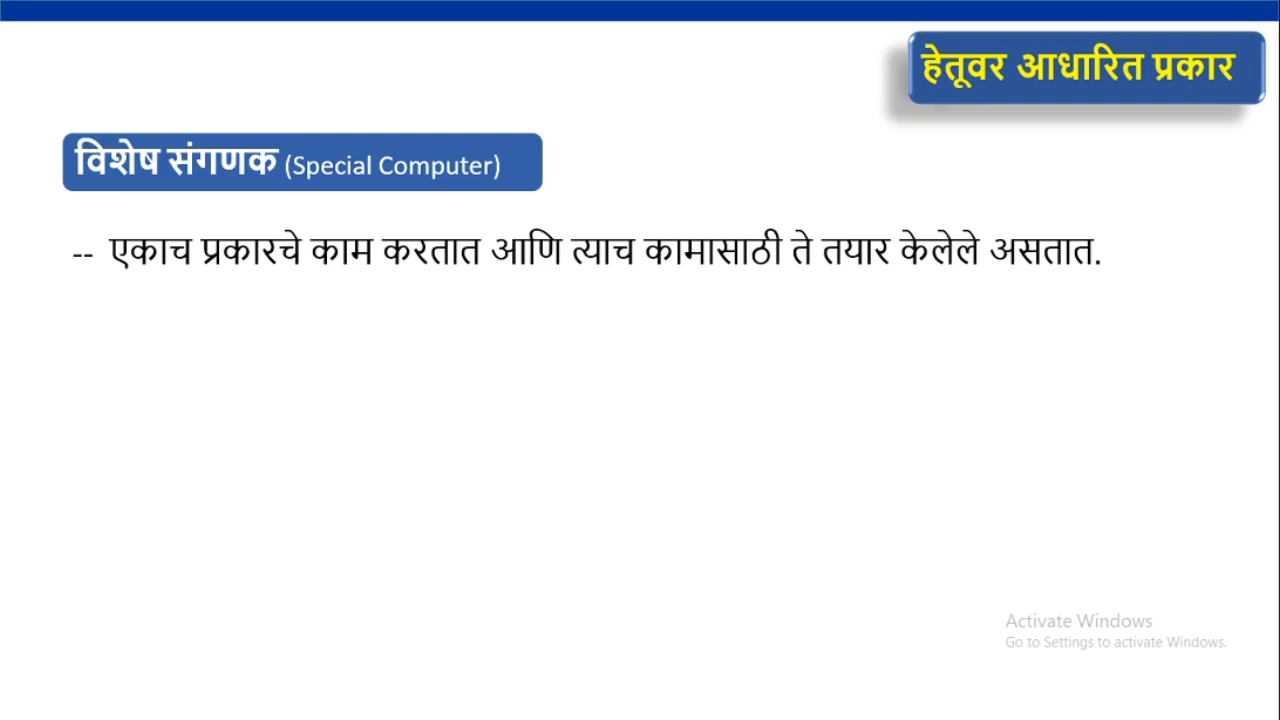 हेतूवर आधारित प्रकार
विशेष संगणक (Special Computer)
-- एकाच प्रकारचे काम करतात आणि त्याच कामासाठी ते तयार केलेले असतात.
Activate Windows
Go to Settings to activate Windows.